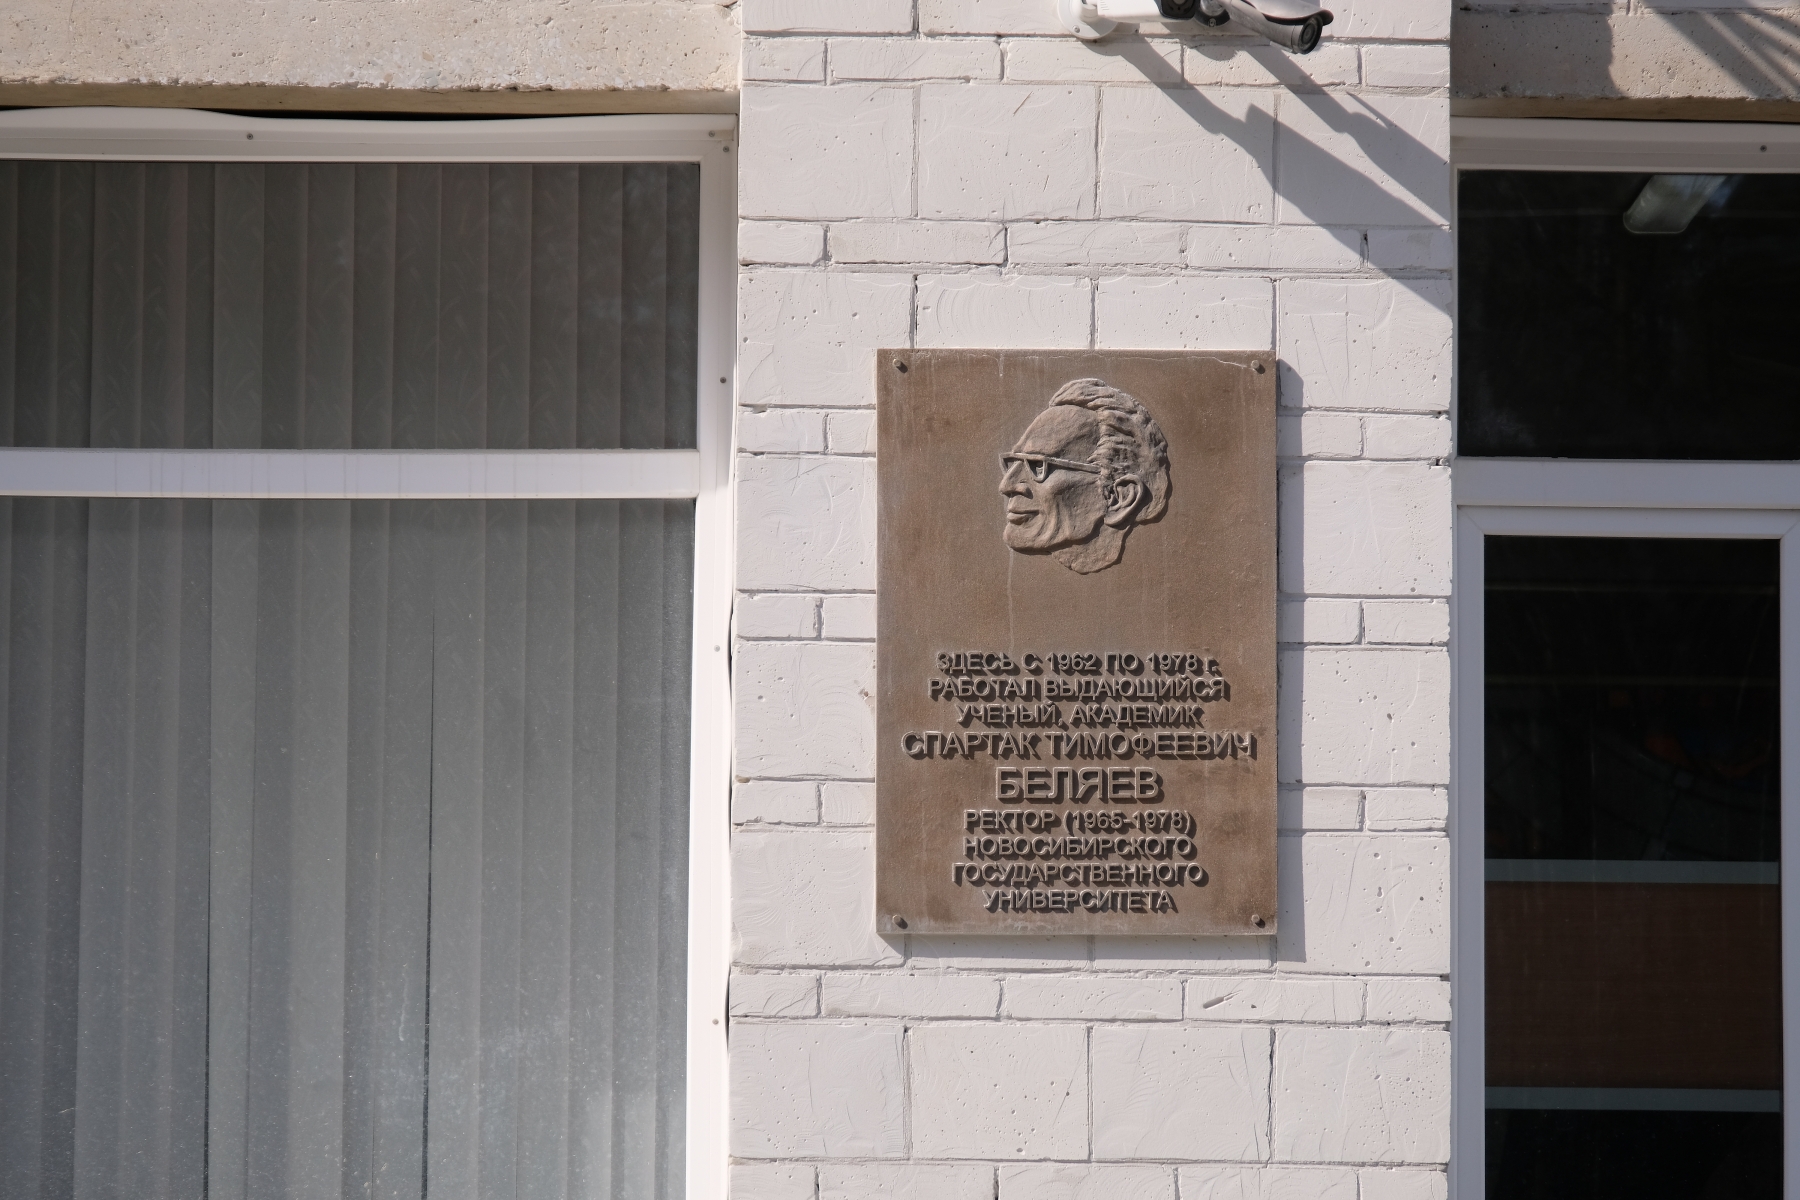 ЗДЕСЬ С 1962 ПО 1978 г.
РАБОТАЛ ВЫДАЮЩИЙСЯ
УЧЕНЫЙ, АКАДЕМИК
СПАРТАК ТИМОФЕЕВИЧ
БЕЛЯЕВ
РЕКТОР (1965-1978)
НОВОСИБИРСКОГО
ГОСУДАРСТВЕННОГО
УНИВЕРСИТЕТА